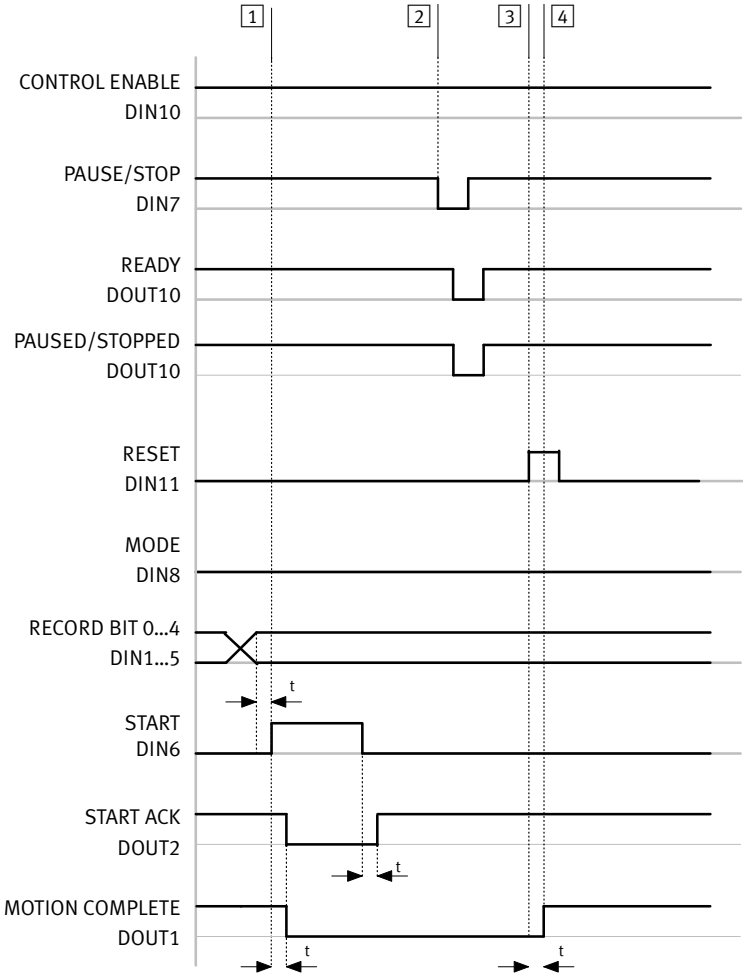 1 2 3 4
CONTROL ENABLE
DIN10
PAUSE/STOP
DIN7
READY
DOUT10
PAUSED/STOPPED
DOUT10
RESET
DIN11
MODE
DIN8
RECORD BIT 0...4
DIN1...5
t
START
DIN6
START ACK
DOUT2
t
MOTION COMPLETE
DOUT1
t t